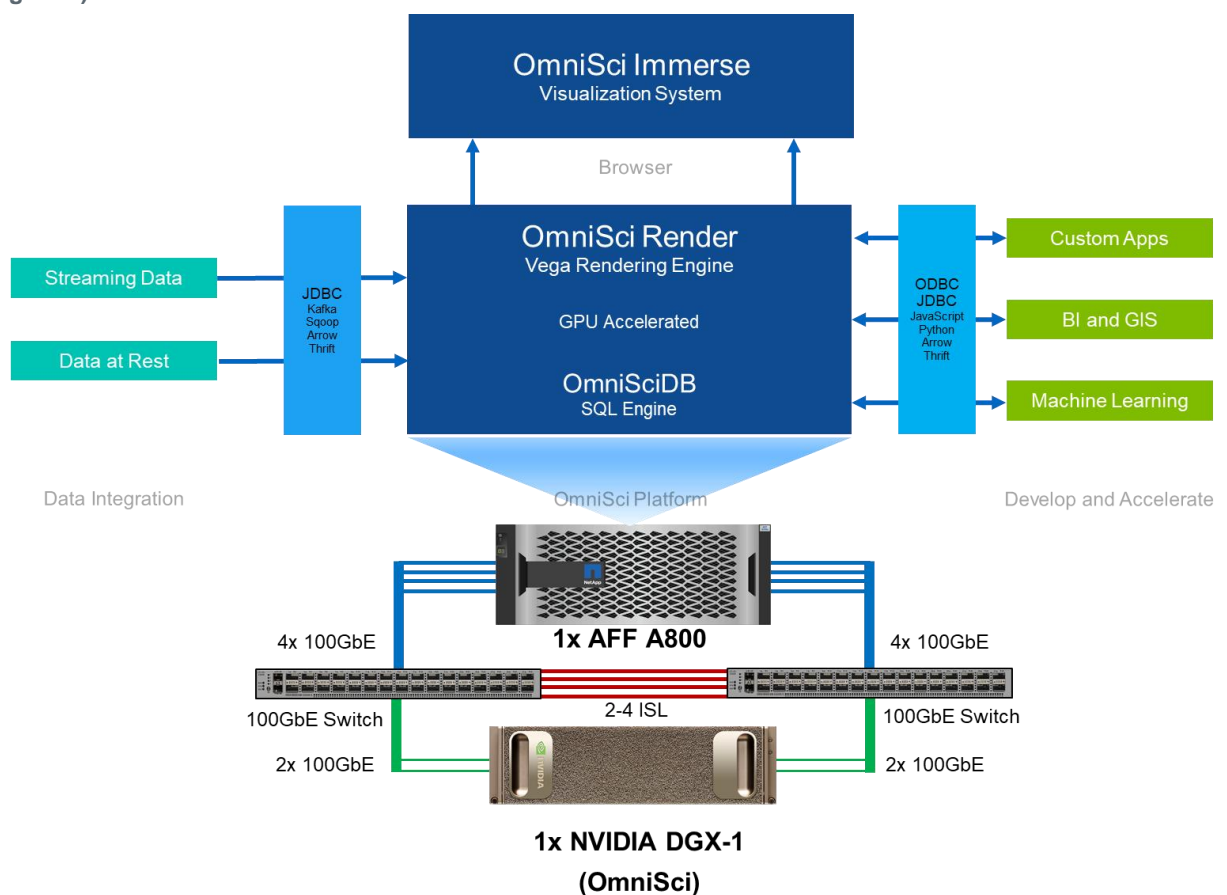 OmniSci Immerse
Visualization System
Browser
OmniSci Render
Vega Rendering Engine
GPU Accelerated
OmniSciDB
SQL Engine
Streaming Data
Data at Rest
JDBC
Kafka
Sqoop
Arrow
Thrift
ODBC
JDBC
JavaScript
Python
Arrow
Thrift
Custom Apps
BI and GIS
Machine Learning
Data Integration
OmniSci Platform
Develop and Accelerate
NetApp
1x AFF A800
4x 100GbE
4x 100GbE
2-4 ISL
100GbE Switch
100GbE Switch
2x 100GbE
2x 100GbE
NVIDIA
1x NVIDIA DGX-1
(OmniSci)